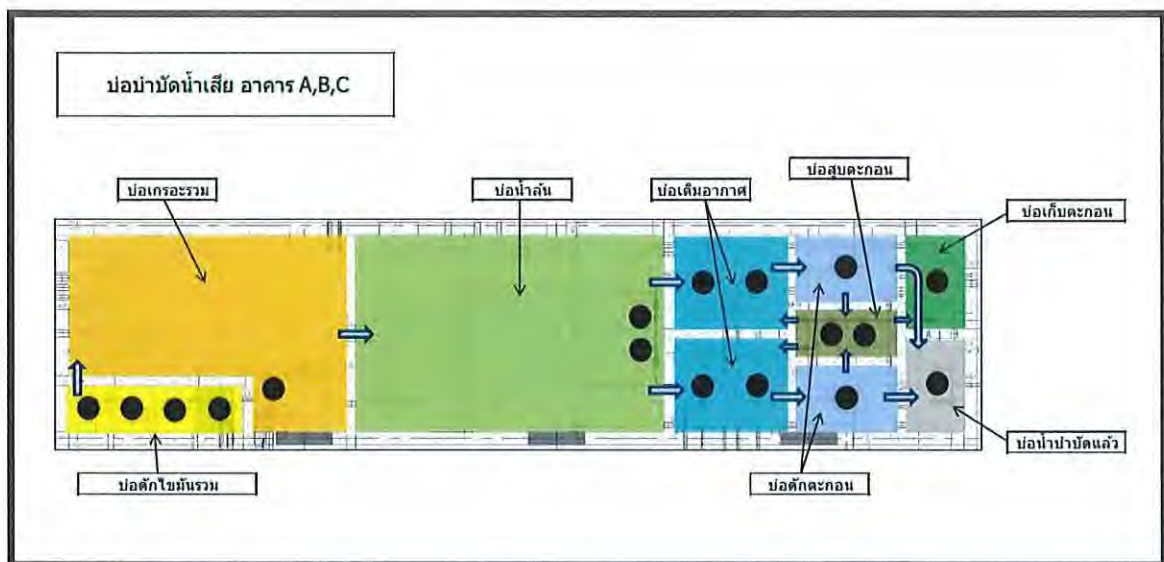 บ่อบำบัดน้ำเสีย อาคาร A,B,C
บ่อเกรอะรวม
บ่อน้ำล้น
บ่อเติมอากาศ
บ่อสูบตะกอน
บ่อเก็บตะกอน
บ่อดักไขมันรวม
บ่อดักตะกอน
บ่อน้ำบำบัดแล้ว